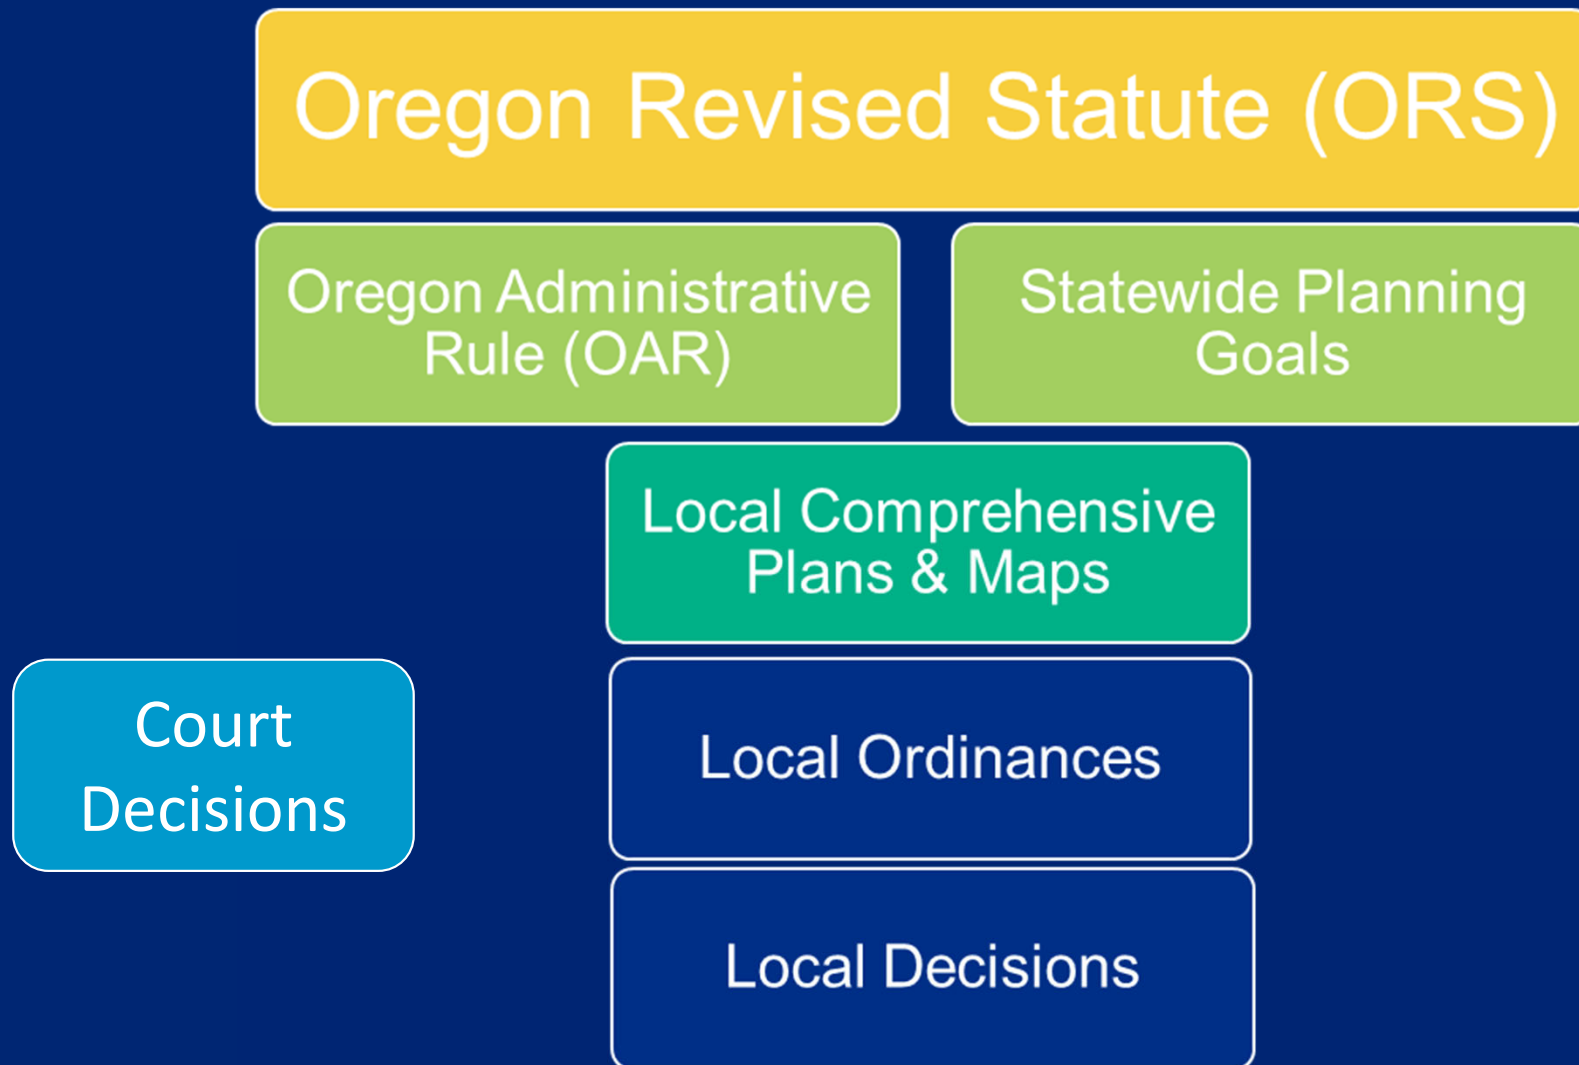 Oregon Revised Statute (ORS)
Oregon Administrative
Rule (OAR)
Statewide Planning
Goals
Local Comprehensive
Plans & Maps
Court
Decisions
Local Ordinances
Local Decisions